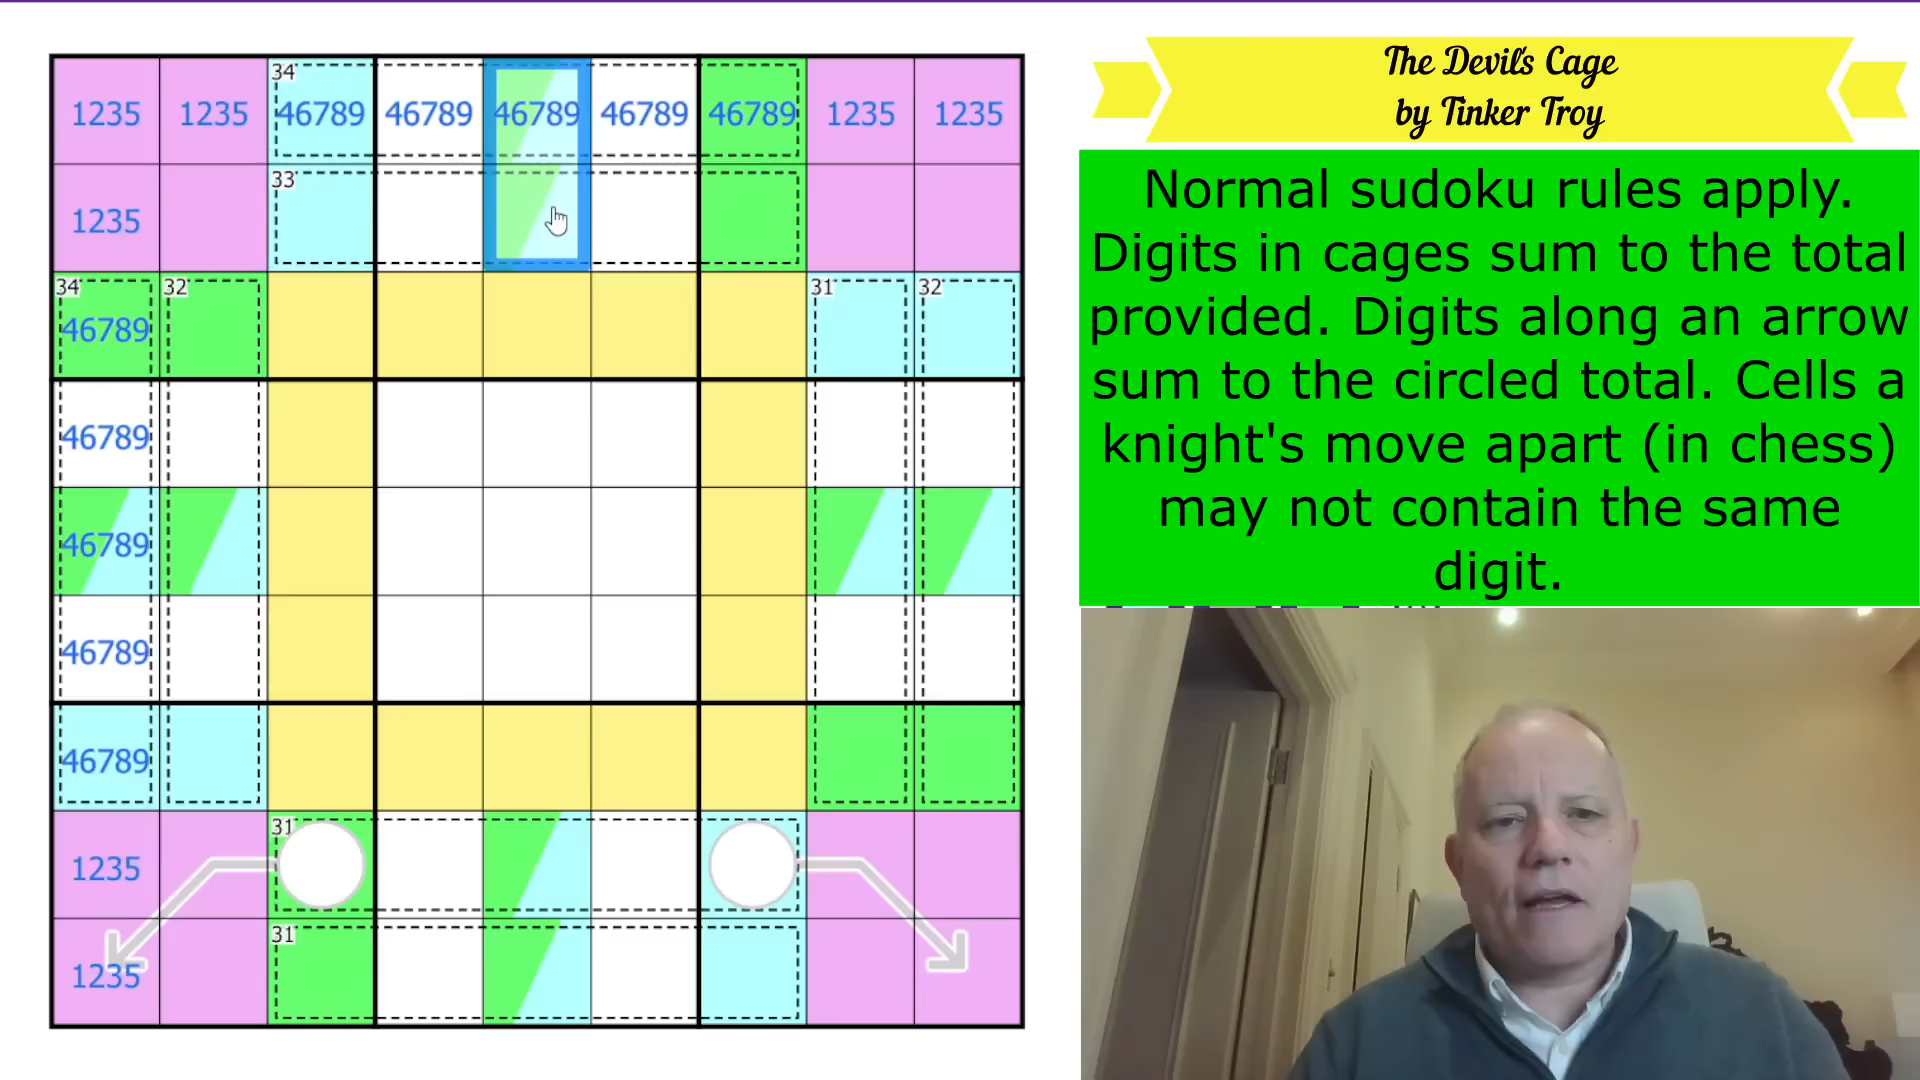 The Devil's Cage
by Tinker Troy
Normal sudoku rules apply.
Digits in cages sum to the total
provided. Digits along an arrow
sum to the circled total. Cells a
knight's move apart (in chess)
may not contain the same
digit.
34
1235 1235 46789 46789 46789 46789 46789 1235 1235
33
1235
34 32 31 32
46789
46789
46789
46789
46789
31
1235
31
1235